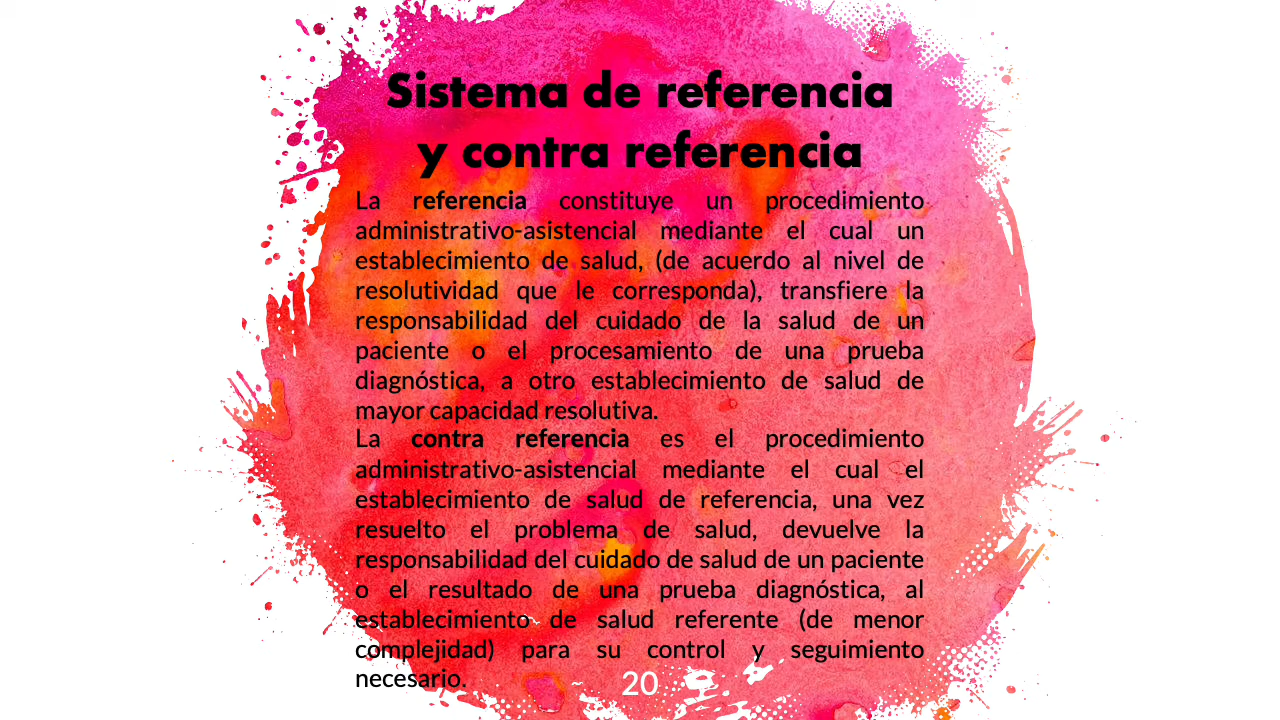 Sistema de referencia
y contra referencia
La referencia constituye un procedimiento
administrativo-asistencial mediante el cual un
establecimiento de salud, (de acuerdo al nivel de
resolutividad que le corresponda), transfiere la
responsabilidad del cuidado de la salud de un
paciente o el procesamiento de una prueba
diagnóstica, a otro establecimiento de salud de
mayor capacidad resolutiva.
La contra referencia es el procedimiento
administrativo-asistencial mediante el cual el
establecimiento de salud de referencia, una vez
resuelto el problema de salud, devuelve la
responsabilidad del cuidado de salud de un paciente
o el resultado de una prueba diagnóstica, al
establecimiento de salud referente (de menor
complejidad) para su control y seguimiento
necesario.
20